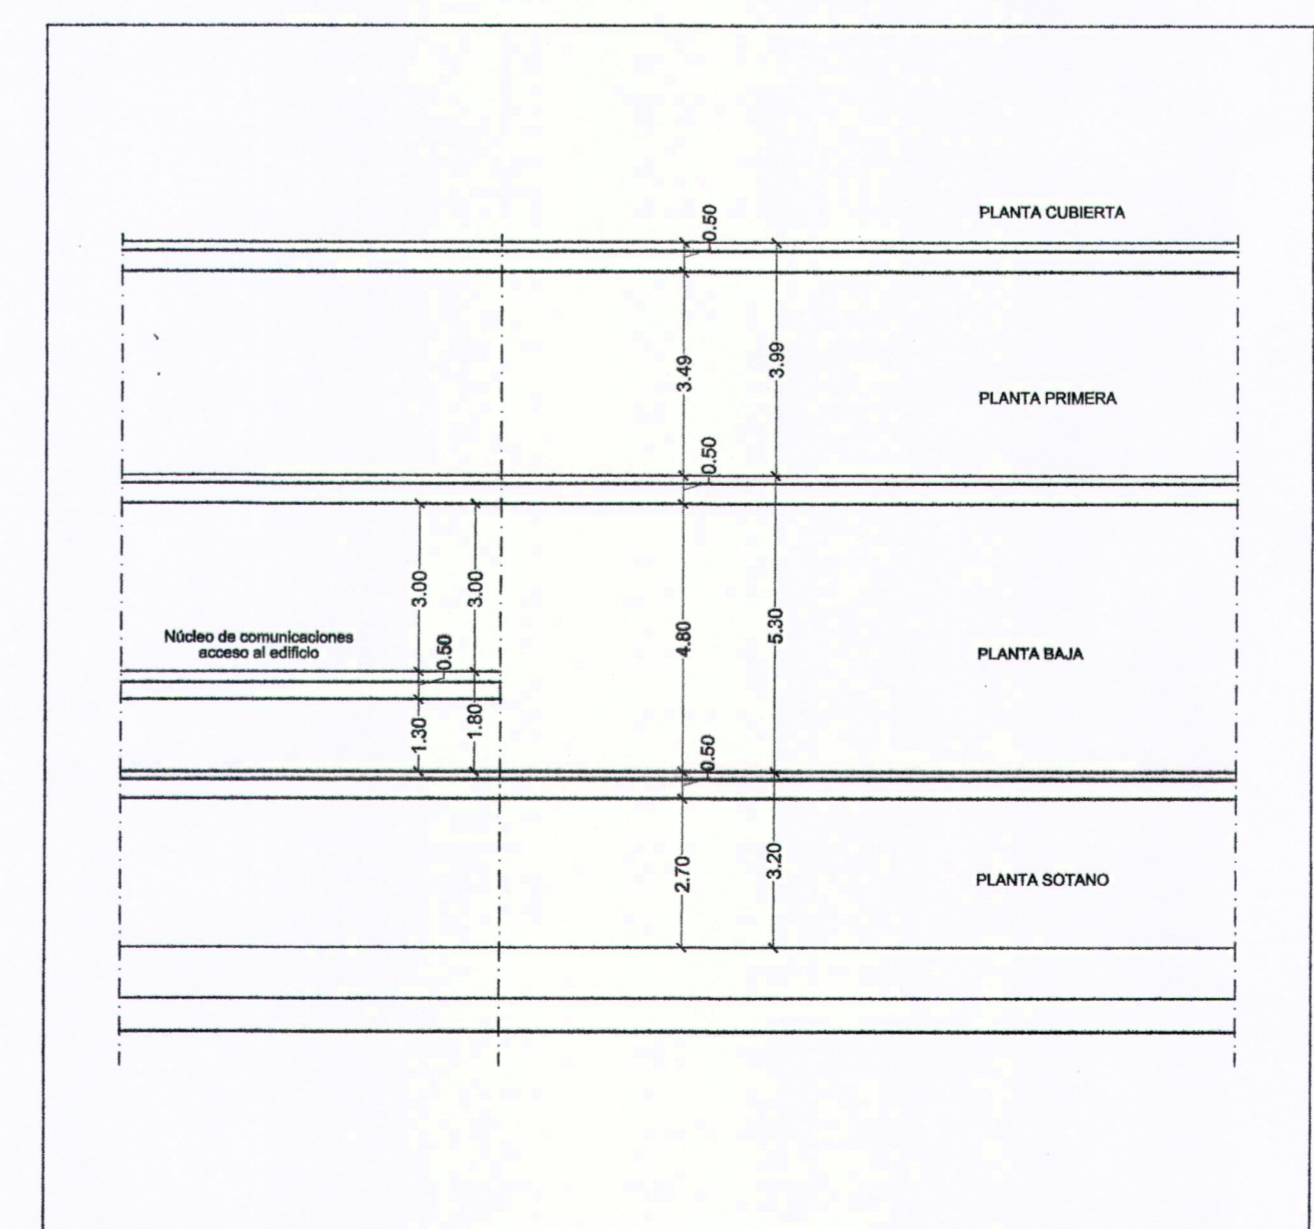 PLANTA CUBIERTA
0.50
3.49
3.99
PLANTA PRIMERA
0.50
3.00
3.00
4.80
5.30
Núcleo de comunicaciones
acceso al edificio
0.50
PLANTA BAJA
1.30
1.80
0.50
2.70
3.20
PLANTA SOTANO